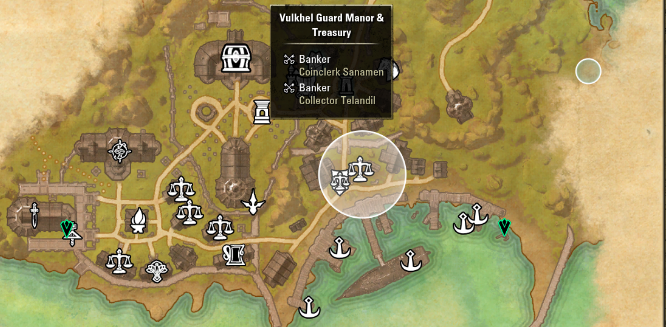 Vulkhel Guard Manor &
Treasury
Banker
Coinclerk Sanamen
Banker
Collector Telandil